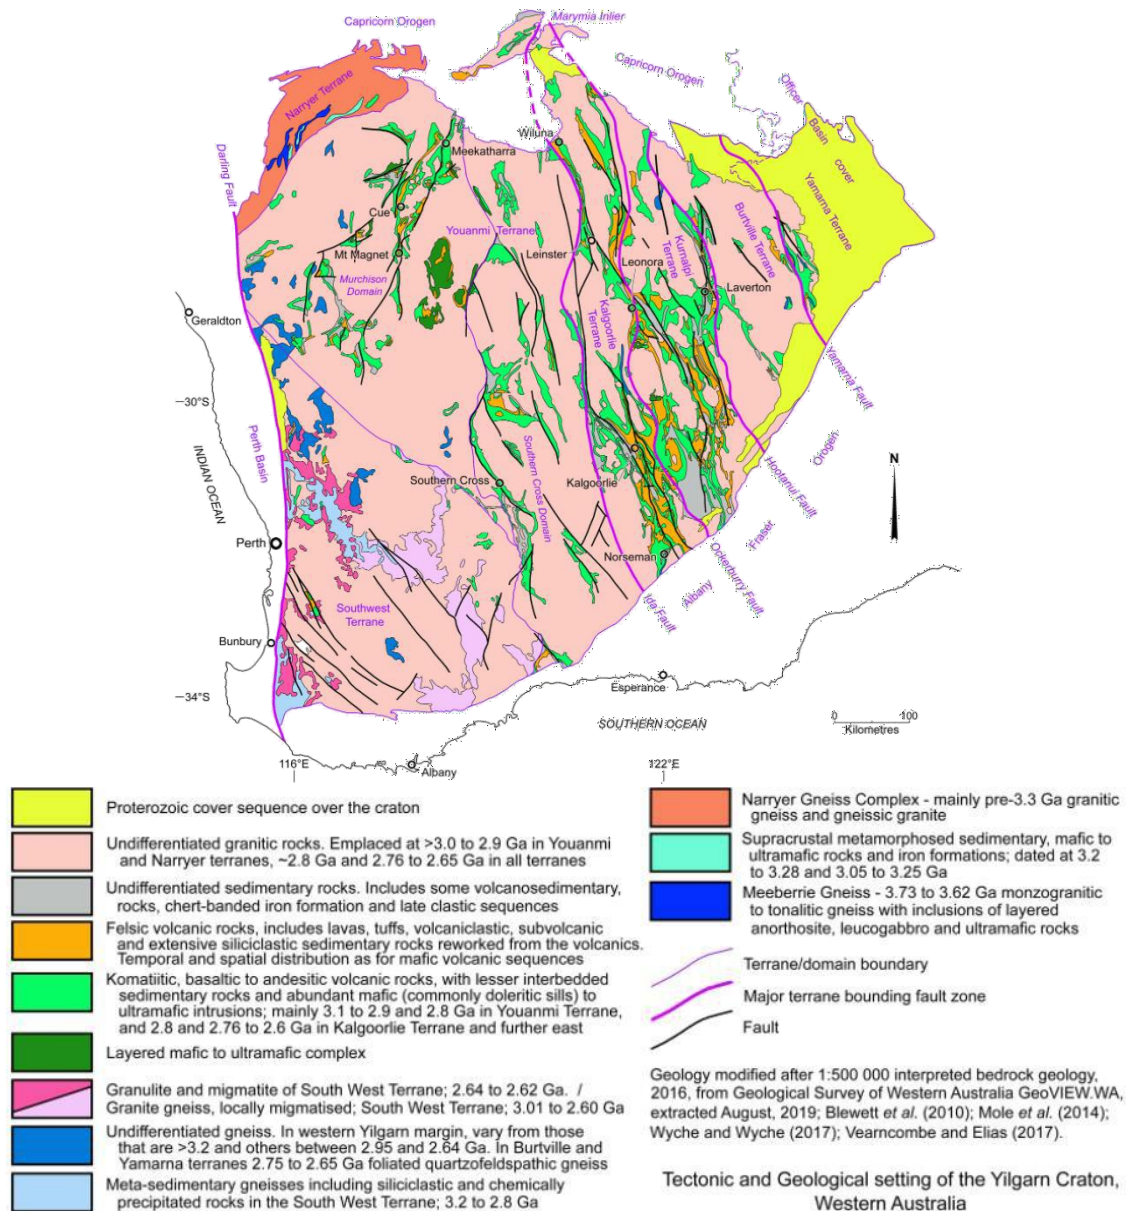 Capricorn Orogen
Marymia Inlier
Capricorn Orogen
Officer
Basin
cover
Narryer Terrane
Wiluna
Meekatharra
Darling Fault
Yamarna Terrane
Cue
Burtville Terrane
Youanmi Terrane
Kurnalpi
Terrane
Mt Magnet
Leinster
Leonora
Murchison
Domain
Laverton
Geraldton
Kalgoorlie
Terrane
Yamarna Fault
–30°S
INDIAN OCEAN
Perth Basin
Southern Cross Domain
Orogen
N
Southern Cross
Kalgoorlie
Hootanui Fault
Perth
Norseman
Fraser
Ockerburry Fault
Albany
Ida Fault
Southwest
Terrane
Bunbury
Esperance
–34°S
SOUTHERN OCEAN
0 100
Kilometres
116°E
122°E
Albany
Proterozoic cover sequence over the craton
Undifferentiated granitic rocks. Emplaced at >3.0 to 2.9 Ga in Youanmi
and Narryer terranes, ~2.8 Ga and 2.76 to 2.65 Ga in all terranes
Undifferentiated sedimentary rocks. Includes some volcanosedimentary,
rocks, chert-banded iron formation and late clastic sequences
Felsic volcanic rocks, includes lavas, tuffs, volcaniclastic, subvolcanic
and extensive siliciclastic sedimentary rocks reworked from the volcanics.
Temporal and spatial distribution as for mafic volcanic sequences
Komatiitic, basaltic to andesitic volcanic rocks, with lesser interbedded
sedimentary rocks and abundant mafic (commonly doleritic sills) to
ultramafic intrusions; mainly 3.1 to 2.9 and 2.8 Ga in Youanmi Terrane,
and 2.8 and 2.76 to 2.6 Ga in Kalgoorlie Terrane and further east
Layered mafic to ultramafic complex
Granulite and migmatite of South West Terrane; 2.64 to 2.62 Ga. /
Granite gneiss, locally migmatised; South West Terrane; 3.01 to 2.60 Ga
Undifferentiated gneiss. In western Yilgarn margin, vary from those
that are >3.2 and others between 2.95 and 2.64 Ga. In Burtville and
Yamarna terranes 2.75 to 2.65 Ga foliated quartzofeldspathic gneiss
Meta-sedimentary gneisses including siliciclastic and chemically
precipitated rocks in the South West Terrane; 3.2 to 2.8 Ga
Narryer Gneiss Complex - mainly pre-3.3 Ga granitic
gneiss and gneissic granite
Supracrustal metamorphosed sedimentary, mafic to
ultramafic rocks and iron formations; dated at 3.2
to 3.28 and 3.05 to 3.25 Ga
Meeberrie Gneiss - 3.73 to 3.62 Ga monzogranitic
to tonalitic gneiss with inclusions of layered
anorthosite, leucogabbro and ultramafic rocks
Terrane/domain boundary
Major terrane bounding fault zone
Fault
Geology modified after 1:500 000 interpreted bedrock geology,
2016, from Geological Survey of Western Australia GeoVIEW.WA,
extracted August, 2019; Blewett et al. (2010); Mole et al. (2014);
Wyche and Wyche (2017); Vearncombe and Elias (2017).
Tectonic and Geological setting of the Yilgarn Craton,
Western Australia